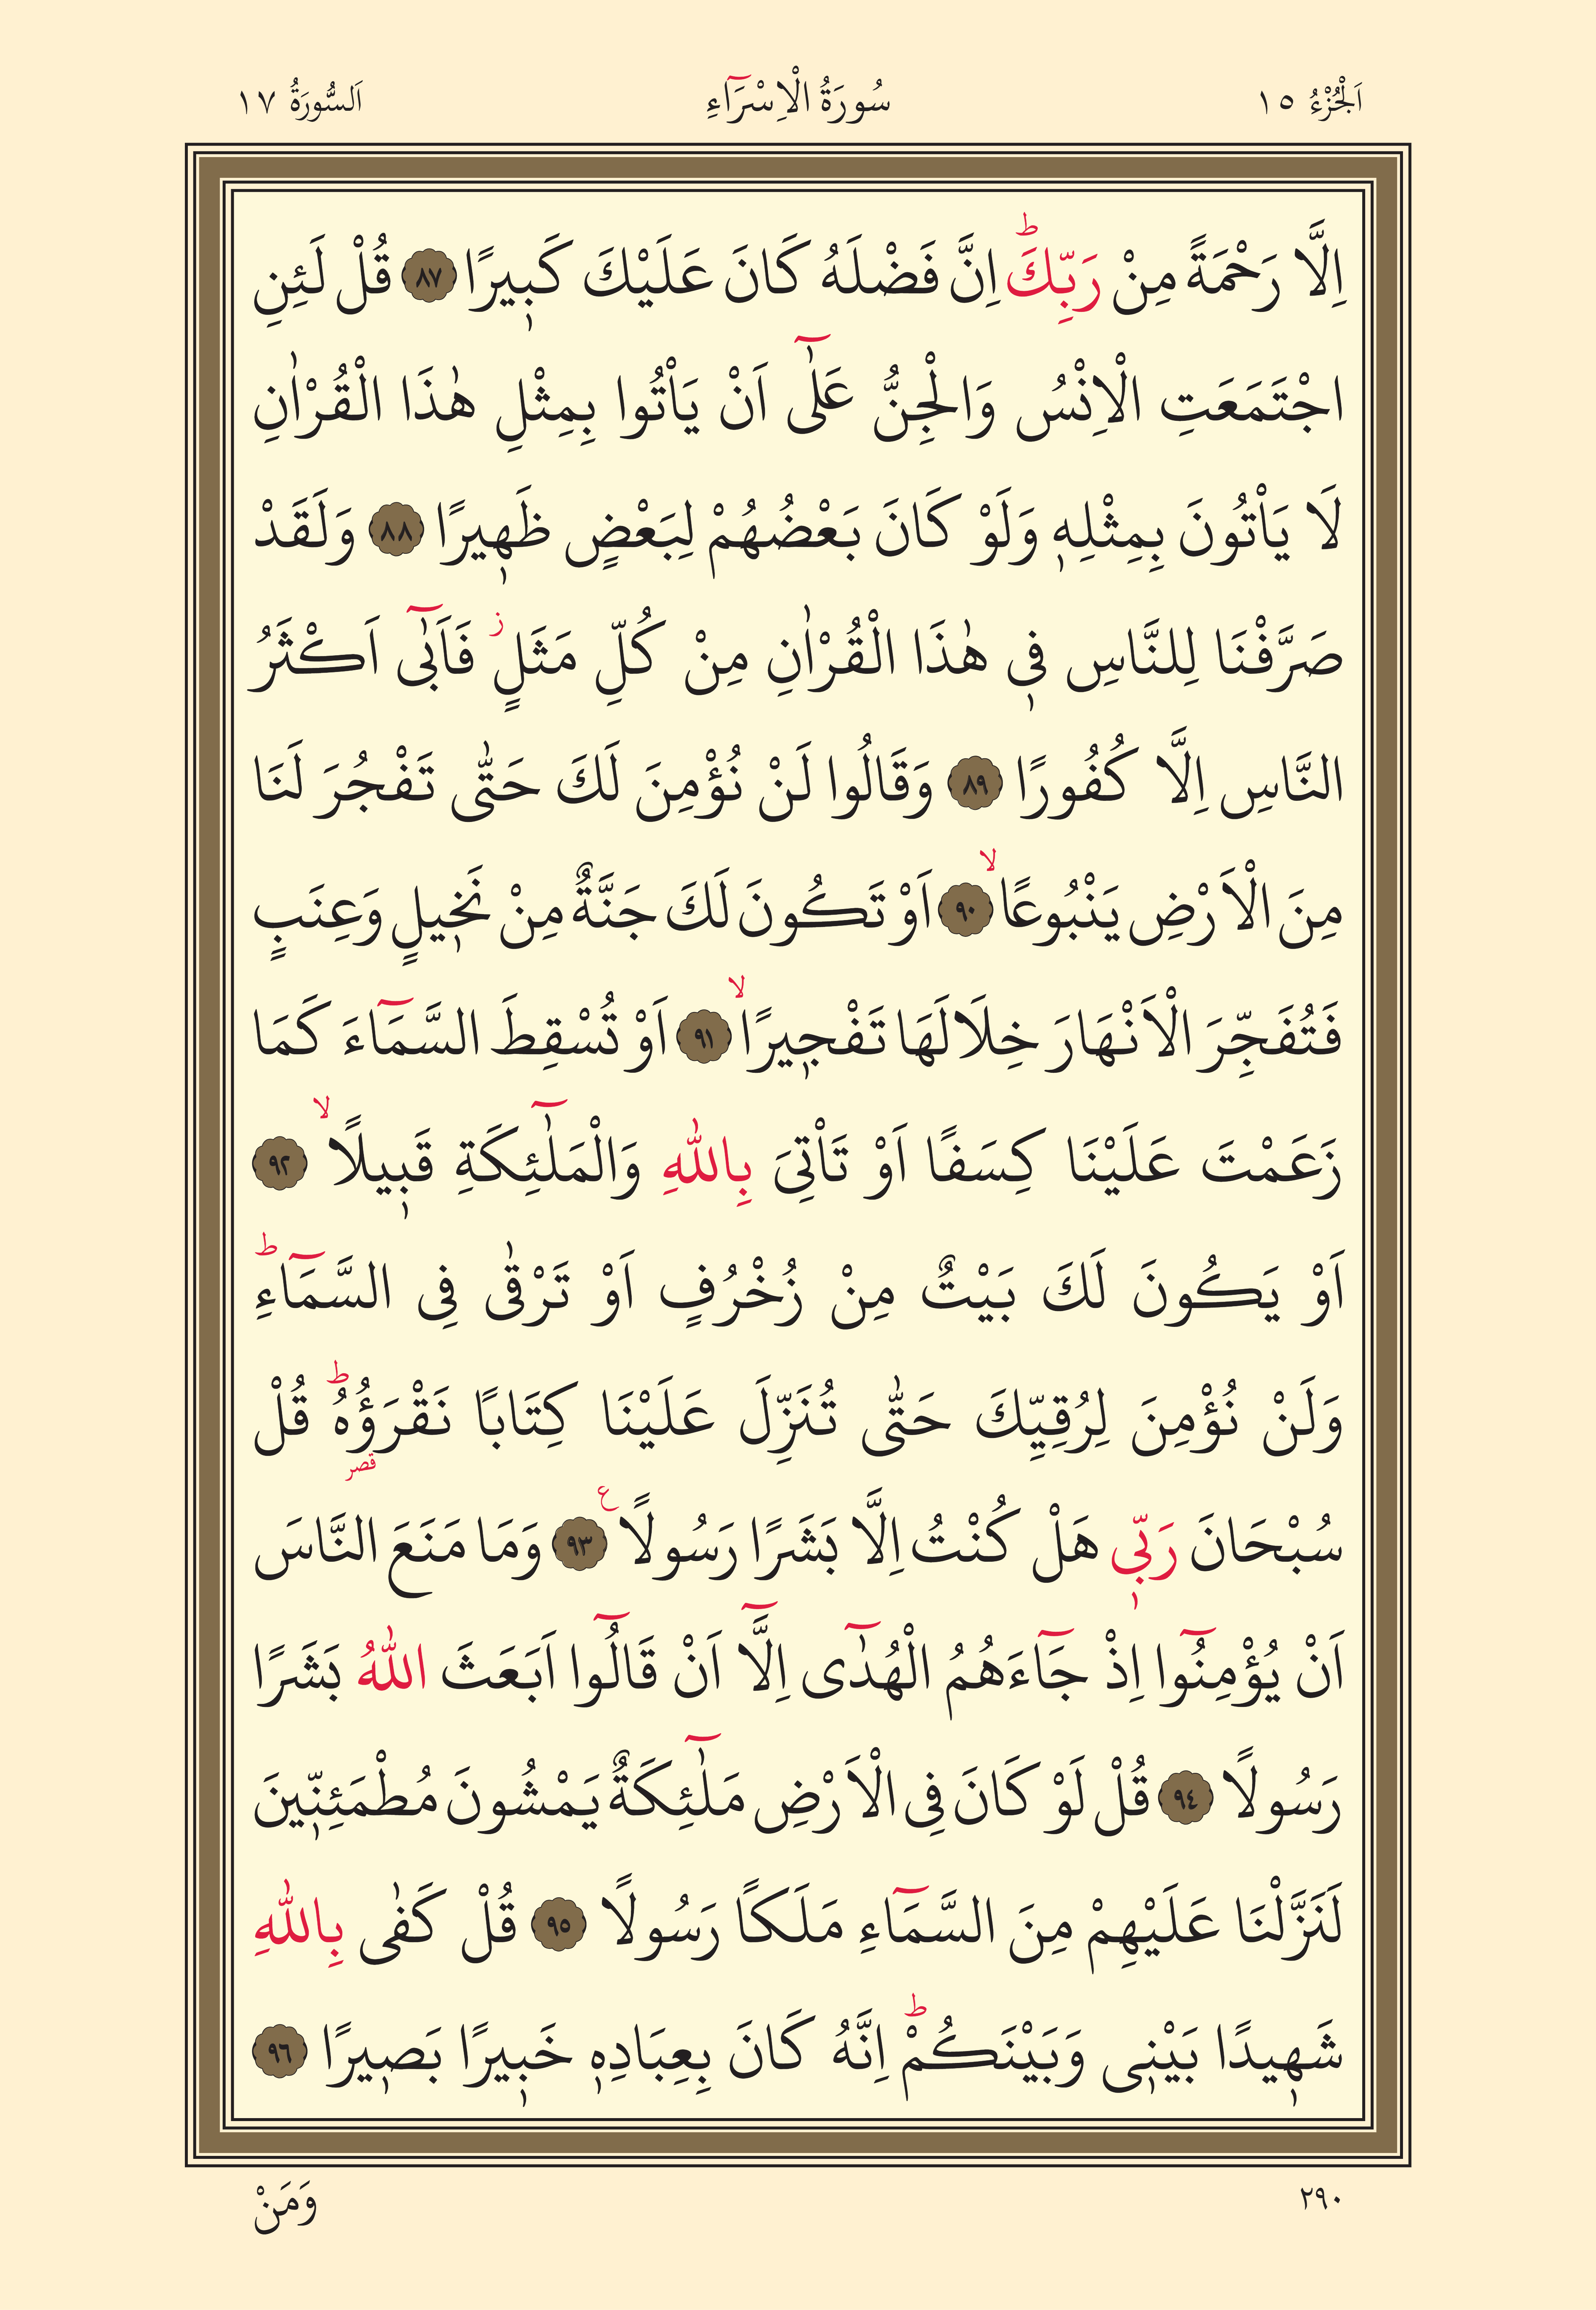 اَلْجُزْءُ ١٥ سُورَةُ الْاِسْرَٓاءِ اَلسُّورَةُ ١٧
اِلَّا رَحْمَةً مِنْ رَبِّكَۜ اِنَّ فَضْلَهُ كَانَ عَلَيْكَ كَب۪يرًا ﴿٨٧﴾ قُلْ لَئِنِ
اجْتَمَعَتِ الْاِنْسُ وَالْجِنُّ عَلٰٓى اَنْ يَأْتُوا بِمِثْلِ هٰذَا الْقُرْاٰنِ
لَا يَأْتُونَ بِمِثْلِه۪ وَلَوْ كَانَ بَعْضُهُمْ لِبَعْضٍ ظَه۪يرًا ﴿٨٨﴾ وَلَقَدْ
صَرَّفْنَا لِلنَّاسِ ف۪ي هٰذَا الْقُرْاٰنِ مِنْ كُلِّ مَثَلٍۘ فَاَبٰٓى اَكْثَرُ
النَّاسِ اِلَّا كُفُورًا ﴿٨٩﴾ وَقَالُوا لَنْ نُؤْمِنَ لَكَ حَتّٰى تَفْجُرَ لَنَا
مِنَ الْاَرْضِ يَنْبُوعًاۙ ﴿٩٠﴾ اَوْ تَكُونَ لَكَ جَنَّةٌ مِنْ نَخ۪يلٍ وَعِنَبٍ
فَتُفَجِّرَ الْاَنْهَارَ خِلَالَهَا تَفْج۪يرًاۙ ﴿٩١﴾ اَوْ تُسْقِطَ السَّمَٓاءَ كَمَا
زَعَمْتَ عَلَيْنَا كِسَفًا اَوْ تَأْتِيَ بِاللّٰهِ وَالْمَلٰٓئِكَةِ قَب۪يلًاۙ ﴿٩٢﴾
اَوْ يَكُونَ لَكَ بَيْتٌ مِنْ زُخْرُفٍ اَوْ تَرْقٰى فِي السَّمَٓاءِۜ
وَلَنْ نُؤْمِنَ لِرُقِيِّكَ حَتّٰى تُنَزِّلَ عَلَيْنَا كِتَابًا نَقْرَؤُهُۜ قُلْ
قصر
سُبْحَانَ رَبّ۪ي هَلْ كُنْتُ اِلَّا بَشَرًا رَسُولًا ع ﴿٩٣﴾ وَمَا مَنَعَ النَّاسَ
اَنْ يُؤْمِنُٓوا اِذْ جَٓاءَهُمُ الْهُدٰٓى اِلَّٓا اَنْ قَالُٓوا اَبَعَثَ اللّٰهُ بَشَرًا
رَسُولًا ﴿٩٤﴾ قُلْ لَوْ كَانَ فِي الْاَرْضِ مَلٰٓئِكَةٌ يَمْشُونَ مُطْمَئِنّ۪ينَ
لَنَزَّلْنَا عَلَيْهِمْ مِنَ السَّمَٓاءِ مَلَكًا رَسُولًا ﴿٩٥﴾ قُلْ كَفٰى بِاللّٰهِ
شَه۪يدًا بَيْن۪ي وَبَيْنَكُمْۜ اِنَّهُ كَانَ بِعِبَادِه۪ خَب۪يرًا بَص۪يرًا ﴿٩٦﴾
٢٩٠ وَمَنْ